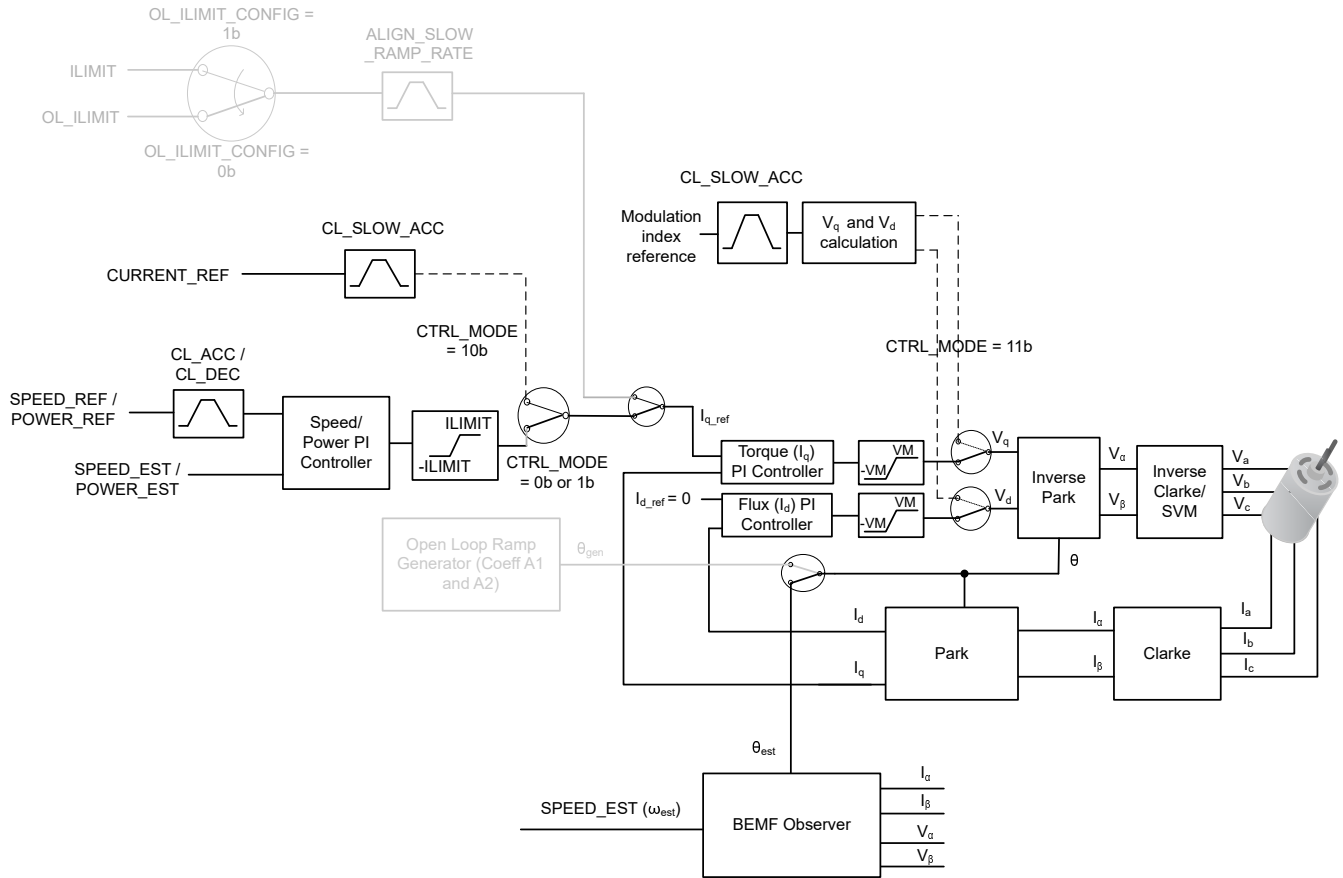 OL_ILIMIT_CONFIG =
1b
ALIGN_SLOW
_RAMP_RATE
ILIMIT
OL_ILIMIT
OL_ILIMIT_CONFIG =
0b
CL_SLOW_ACC
Modulation
index
reference
Vq and Vd
calculation
CL_SLOW_ACC
CURRENT_REF
CTRL_MODE
= 10b
CTRL_MODE = 11b
CL_ACC /
CL_DEC
SPEED_REF /
POWER_REF
Speed/
Power PI
Controller
ILIMIT
-ILIMIT
SPEED_EST /
POWER_EST
CTRL_MODE
= 0b or 1b
Iq_ref
Torque (Iq)
PI Controller
VM
-VM
Vq
Id_ref = 0
Flux (Id) PI
Controller
VM
-VM
Vd
Inverse
Park
Vα
Vβ
Inverse
Clarke/
SVM
Va
Vb
Vc
Open Loop Ramp
Generator (Coeff A1
and A2)
θgen
θ
Id
Iq
Park
Iα
Iβ
Clarke
Ia
Ib
Ic
θest
SPEED_EST (ωest)
BEMF Observer
Iα
Iβ
Vα
Vβ